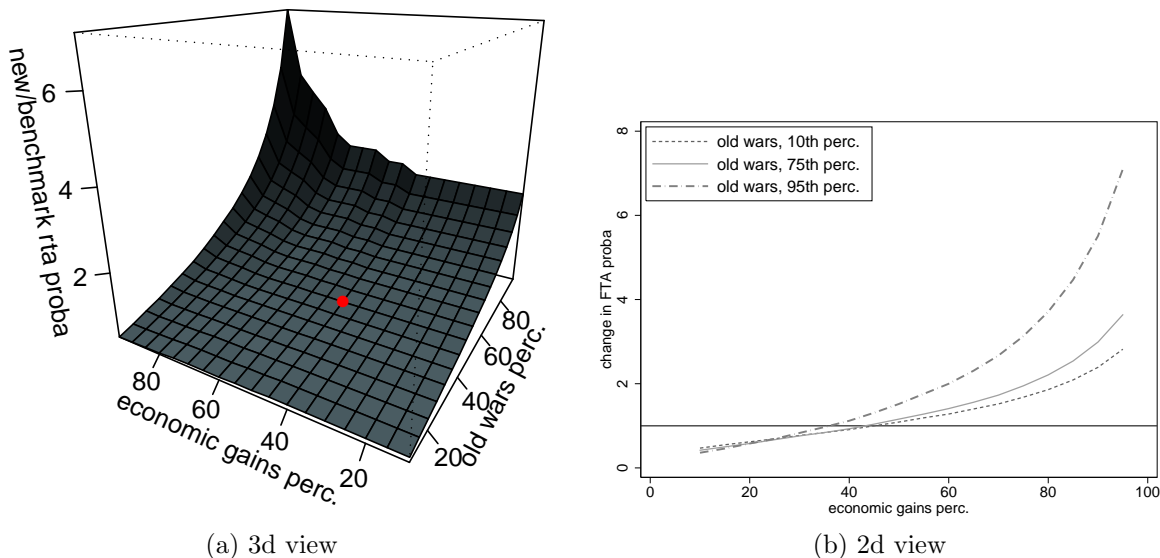 new/benchmark rta proba
6
4
2
80
60
40
20
economic gains perc.
80
60
40
20
old wars perc.
(a) 3d view
change in FTA proba
8
6
4
2
0
old wars, 10th perc.
old wars, 75th perc.
old wars, 95th perc.
0 20 40 60 80 100
economic gains perc.
(b) 2d view